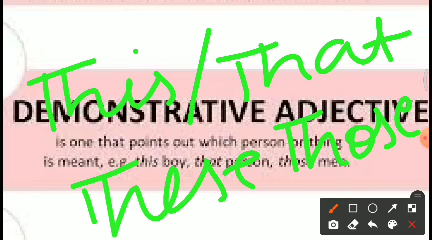 This/That
DEMONSTRATIVE ADJECTIVE
is one that points out which person or thing
is meant, e.g. this boy, that person, those men.
These Those